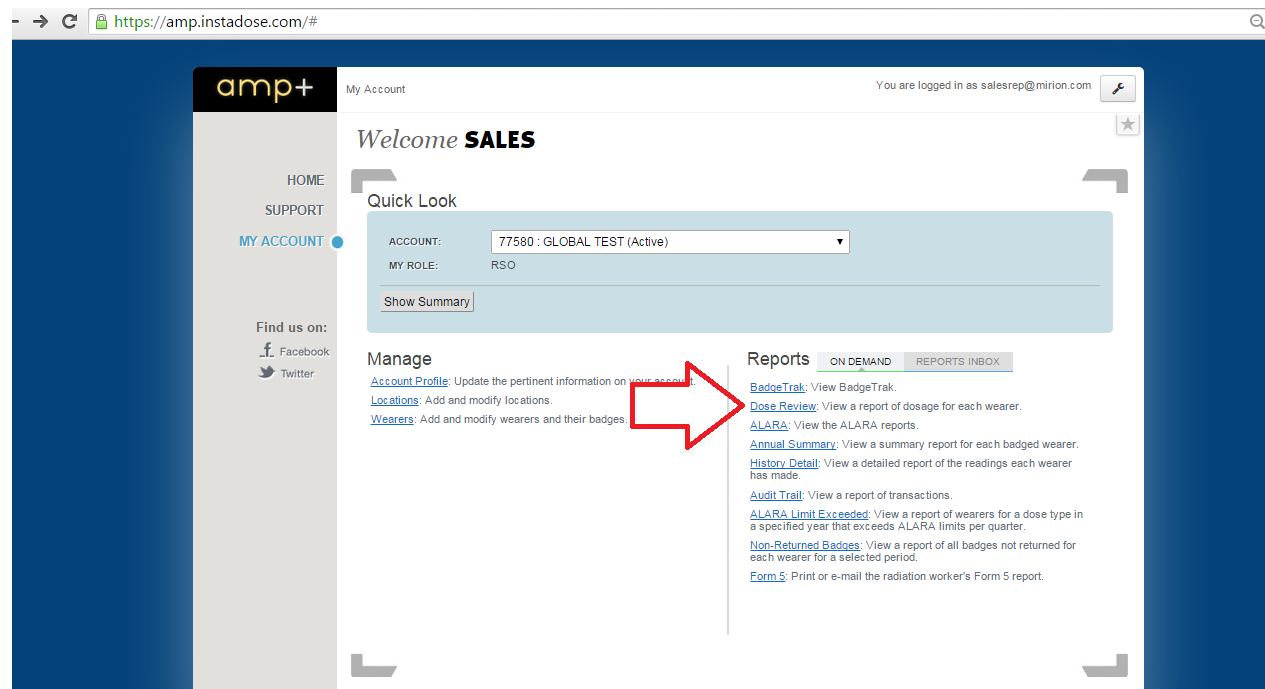 https://amp.instadose.com/#
amp+
My Account
You are logged in as salesrep@mirion.com
Welcome SALES
HOME
SUPPORT
MY ACCOUNT
Find us on:
Facebook
Twitter
Quick Look
ACCOUNT: 77580 : GLOBAL TEST (Active)
MY ROLE: RSO
Show Summary
Manage
Account Profile: Update the pertinent information on your account.
Locations: Add and modify locations.
Wearers: Add and modify wearers and their badges.
Reports ON DEMAND REPORTS INBOX
BadgeTrak: View BadgeTrak.
Dose Review: View a report of dosage for each wearer.
ALARA: View the ALARA reports.
Annual Summary: View a summary report for each badged wearer.
History Detail: View a detailed report of the readings each wearer
has made.
Audit Trail: View a report of transactions.
ALARA Limit Exceeded: View a report of wearers for a dose type in
a specified year that exceeds ALARA limits per quarter.
Non-Returned Badges: View a report of all badges not returned for
each wearer for a selected period.
Form 5: Print or e-mail the radiation worker's Form 5 report.